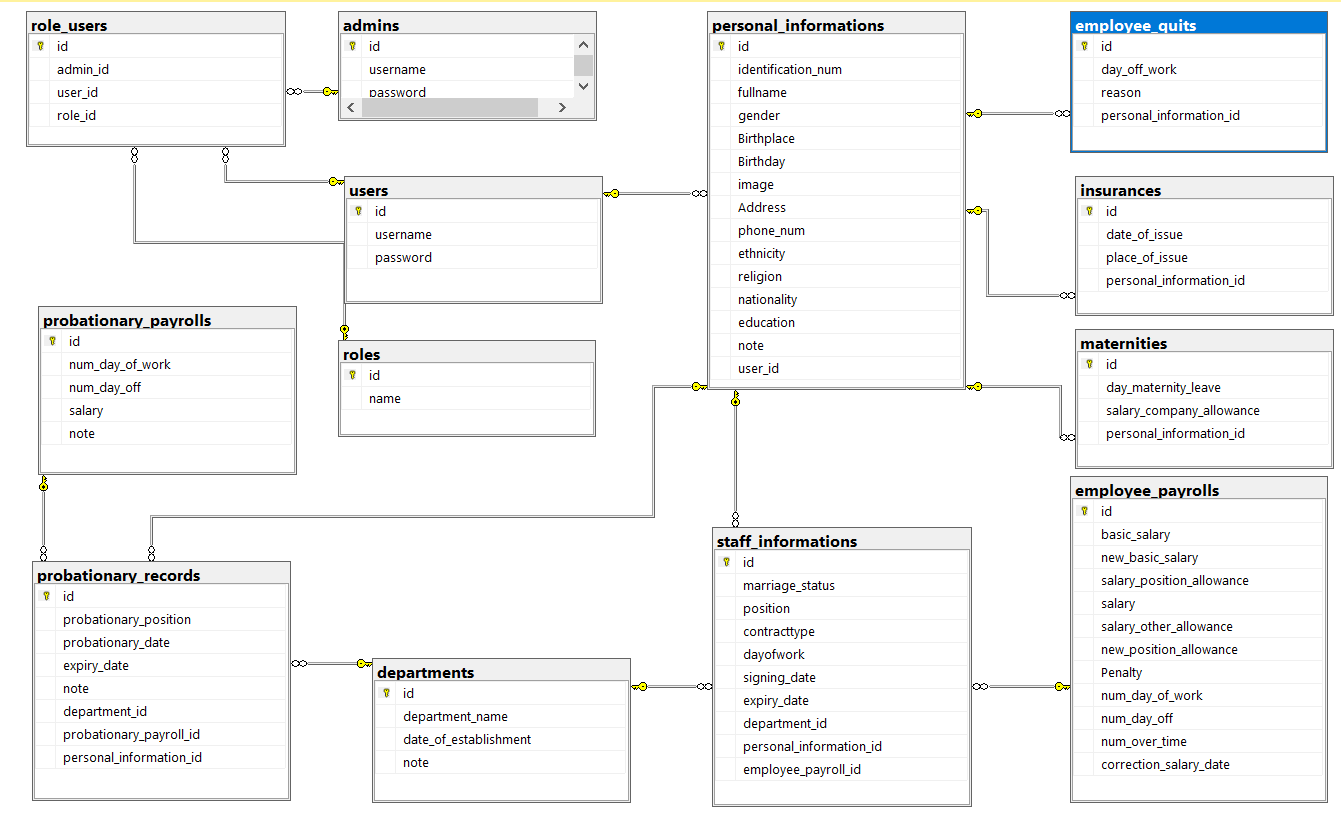 role_users
id
admin_id
user_id
role_id
admins
id
username
password
users
id
username
password
roles
id
name
personal_informations
id
identification_num
fullname
gender
Birthplace
Birthday
image
Address
phone_num
ethnicity
religion
nationality
education
note
user_id
employee_quits
id
day_off_work
reason
personal_information_id
insurances
id
date_of_issue
place_of_issue
personal_information_id
maternities
id
day_maternity_leave
salary_company_allowance
personal_information_id
probationary_payrolls
id
num_day_of_work
num_day_off
salary
note
probationary_records
id
probationary_position
probationary_date
expiry_date
note
department_id
probationary_payroll_id
personal_information_id
departments
id
department_name
date_of_establishment
note
staff_informations
id
marriage_status
position
contracttype
dayofwork
signing_date
expiry_date
department_id
personal_information_id
employee_payroll_id
employee_payrolls
id
basic_salary
new_basic_salary
salary_position_allowance
salary
salary_other_allowance
new_position_allowance
Penalty
num_day_of_work
num_day_off
num_over_time
correction_salary_date